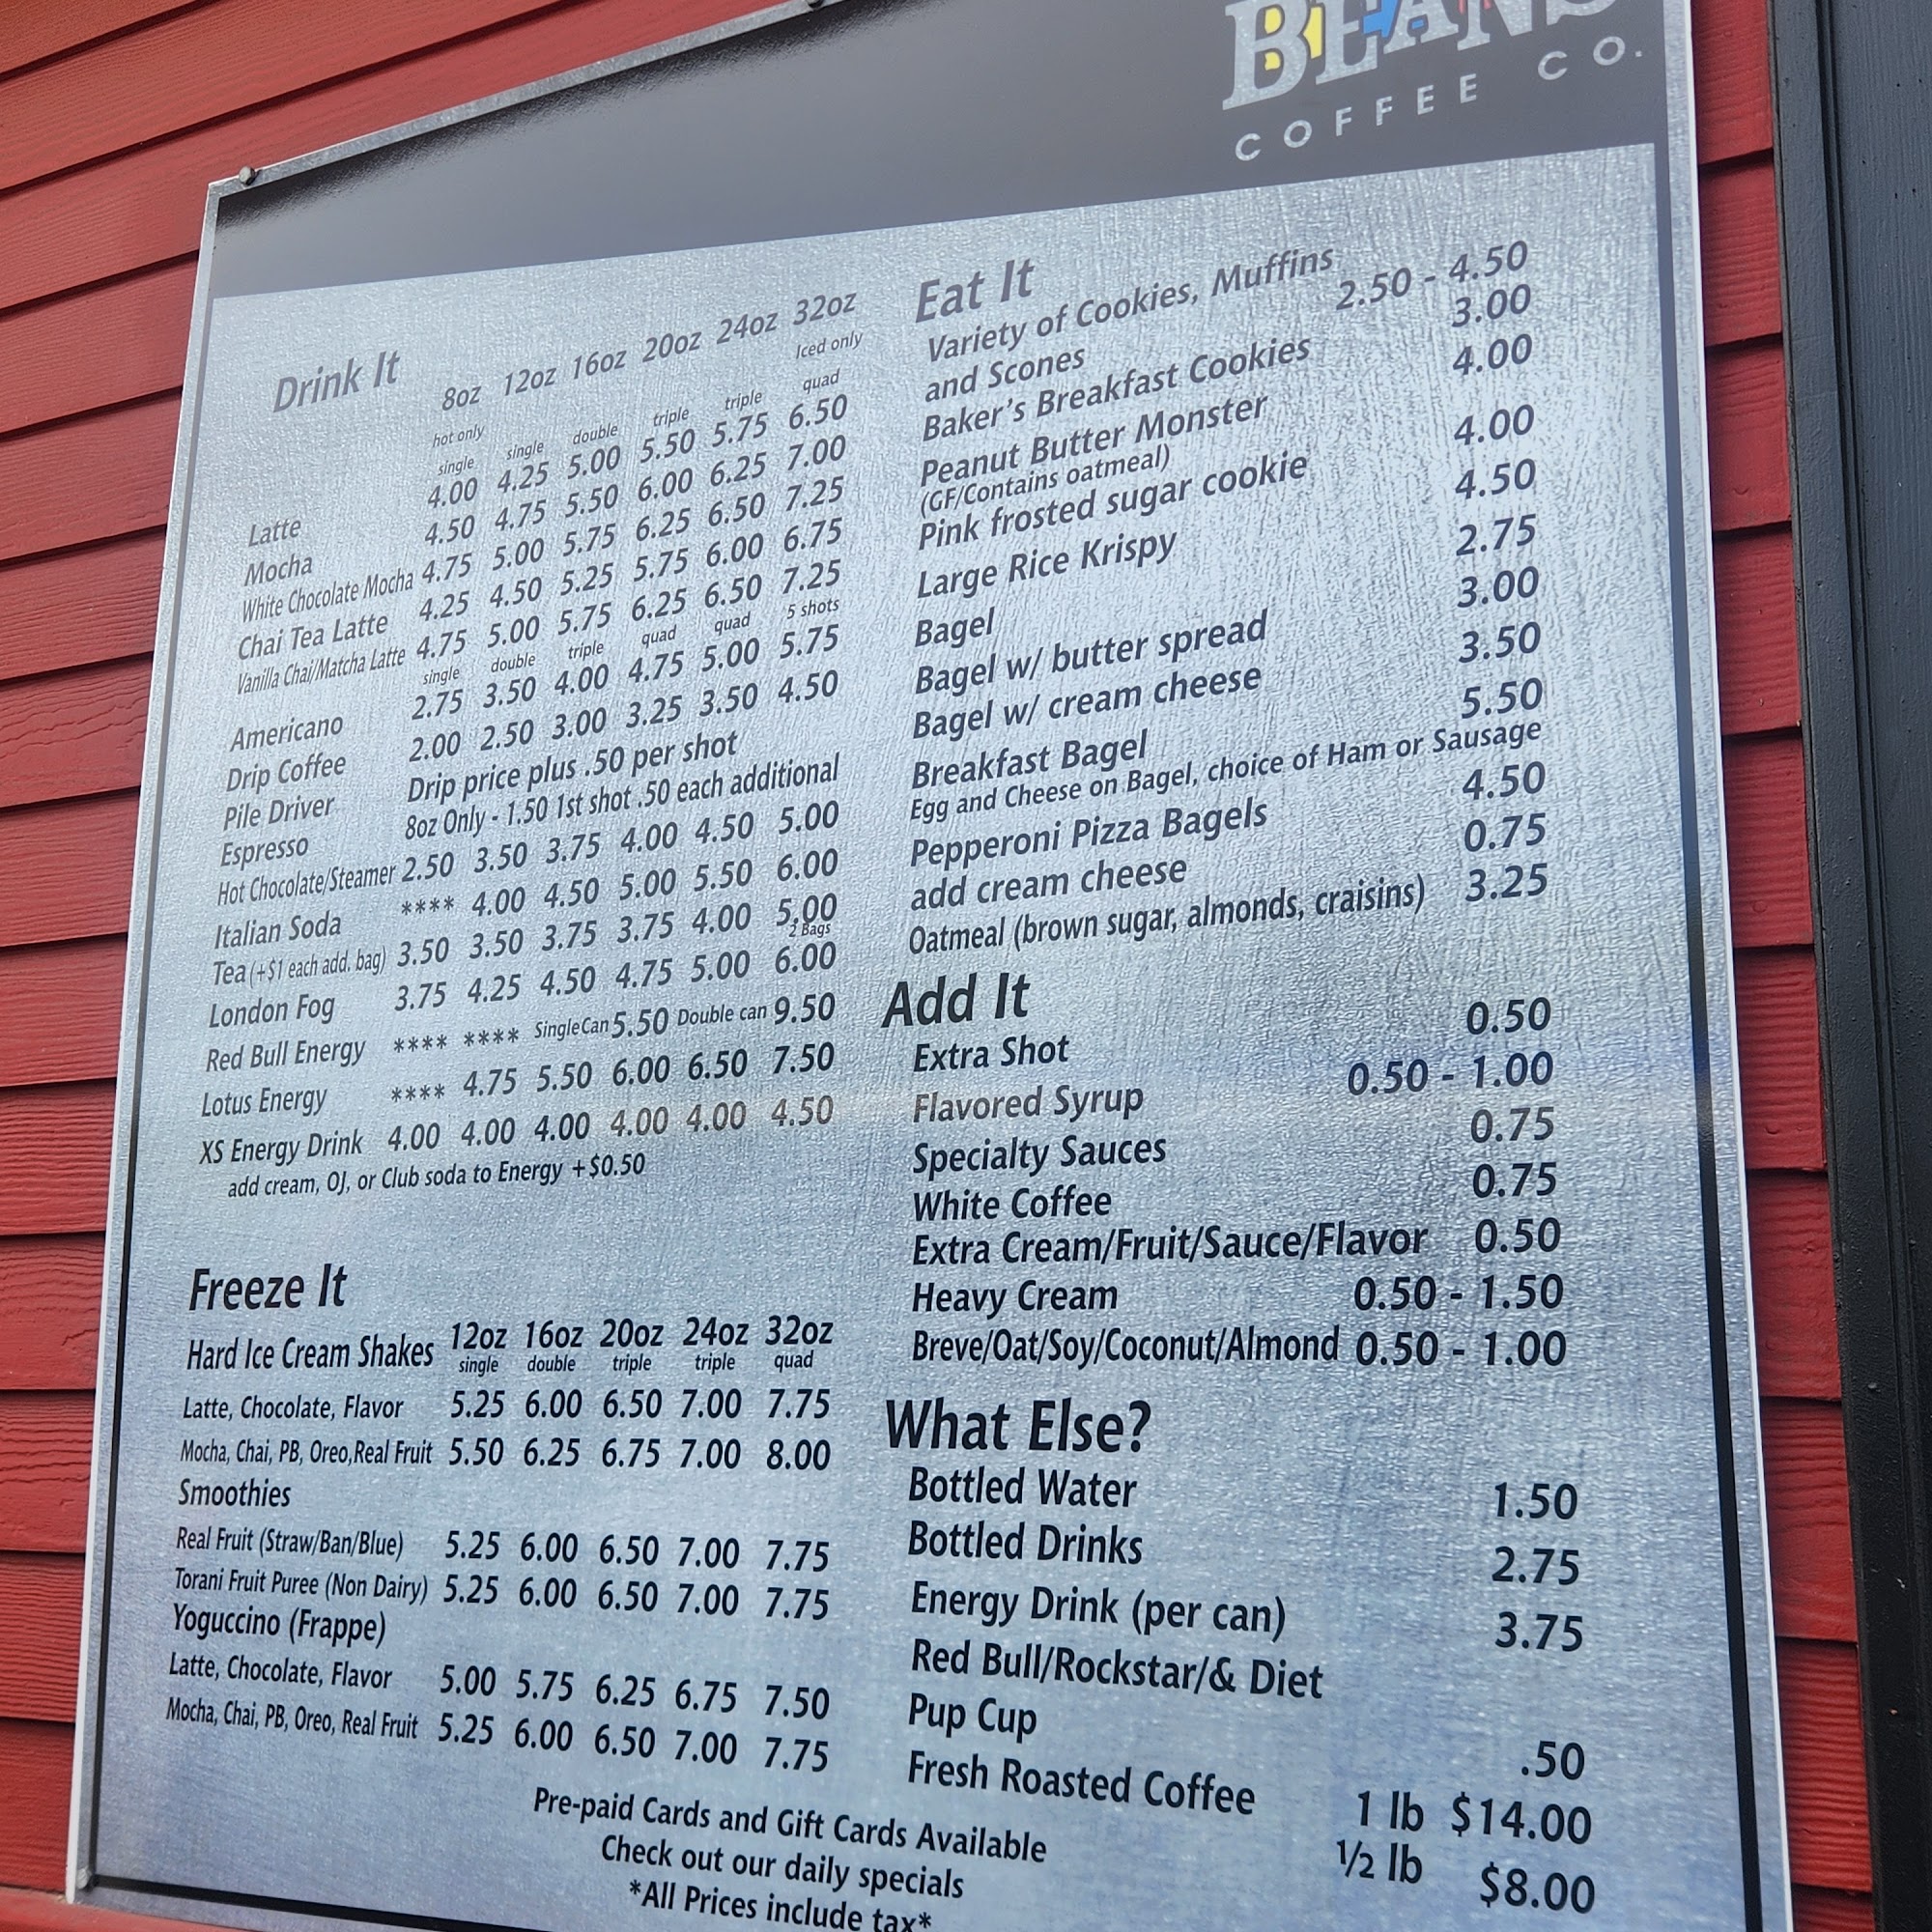 BEANS
COFFEE CO.
Drink It
8oz 12oz 16oz 20oz 24oz 32oz
hot only Iced only
single single double triple triple quad
Latte 4.00 4.25 5.00 5.50 5.75 6.50
Mocha 4.50 4.75 5.50 6.00 6.25 7.00
White Chocolate Mocha 4.75 5.00 5.75 6.25 6.50 7.25
Chai Tea Latte 4.25 4.50 5.25 5.75 6.00 6.75
Vanilla Chai/Matcha Latte 4.75 5.00 5.75 6.25 6.50 7.25
single double triple quad quad 5 shots
Americano 2.75 3.50 4.00 4.75 5.00 5.75
Drip Coffee 2.00 2.50 3.00 3.25 3.50 4.50
Pile Driver Drip price plus .50 per shot
Espresso 8oz Only - 1.50 1st shot .50 each additional
Hot Chocolate/Steamer 2.50 3.50 3.75 4.00 4.50 5.00
Italian Soda **** 4.00 4.50 5.00 5.50 6.00
Tea (+$1 each add. bag) 3.50 3.50 3.75 3.75 4.00 5.00
2 Bags
London Fog 3.75 4.25 4.50 4.75 5.00 6.00
Red Bull Energy **** **** Single Can 5.50 Double can 9.50
Lotus Energy **** 4.75 5.50 6.00 6.50 7.50
XS Energy Drink 4.00 4.00 4.00 4.00 4.00 4.50
add cream, OJ, or Club soda to Energy +$0.50
Freeze It
Hard Ice Cream Shakes 12oz 16oz 20oz 24oz 32oz
single double triple triple quad
Latte, Chocolate, Flavor 5.25 6.00 6.50 7.00 7.75
Mocha, Chai, PB, Oreo,Real Fruit 5.50 6.25 6.75 7.00 8.00
Smoothies
Real Fruit (Straw/Ban/Blue) 5.25 6.00 6.50 7.00 7.75
Torani Fruit Puree (Non Dairy) 5.25 6.00 6.50 7.00 7.75
Yoguccino (Frappe)
Latte, Chocolate, Flavor 5.00 5.75 6.25 6.75 7.50
Mocha, Chai, PB, Oreo, Real Fruit 5.25 6.00 6.50 7.00 7.75
Eat It
Variety of Cookies, Muffins
and Scones 2.50 - 4.50
Baker's Breakfast Cookies 3.00
Peanut Butter Monster 4.00
(GF/Contains oatmeal)
Pink frosted sugar cookie 4.00
Large Rice Krispy 4.50
Bagel 2.75
Bagel w/ butter spread 3.00
Bagel w/ cream cheese 3.50
Breakfast Bagel 5.50
Egg and Cheese on Bagel, choice of Ham or Sausage
Pepperoni Pizza Bagels 4.50
add cream cheese 0.75
Oatmeal (brown sugar, almonds, craisins) 3.25
Add It
Extra Shot 0.50
Flavored Syrup 0.50 - 1.00
Specialty Sauces 0.75
White Coffee 0.75
Extra Cream/Fruit/Sauce/Flavor 0.50
Heavy Cream 0.50 - 1.50
Breve/Oat/Soy/Coconut/Almond 0.50 - 1.00
What Else?
Bottled Water 1.50
Bottled Drinks 2.75
Energy Drink (per can) 3.75
Red Bull/Rockstar/& Diet
Pup Cup .50
Fresh Roasted Coffee 1 lb $14.00
½ lb $8.00
Pre-paid Cards and Gift Cards Available
Check out our daily specials
*All Prices include tax*